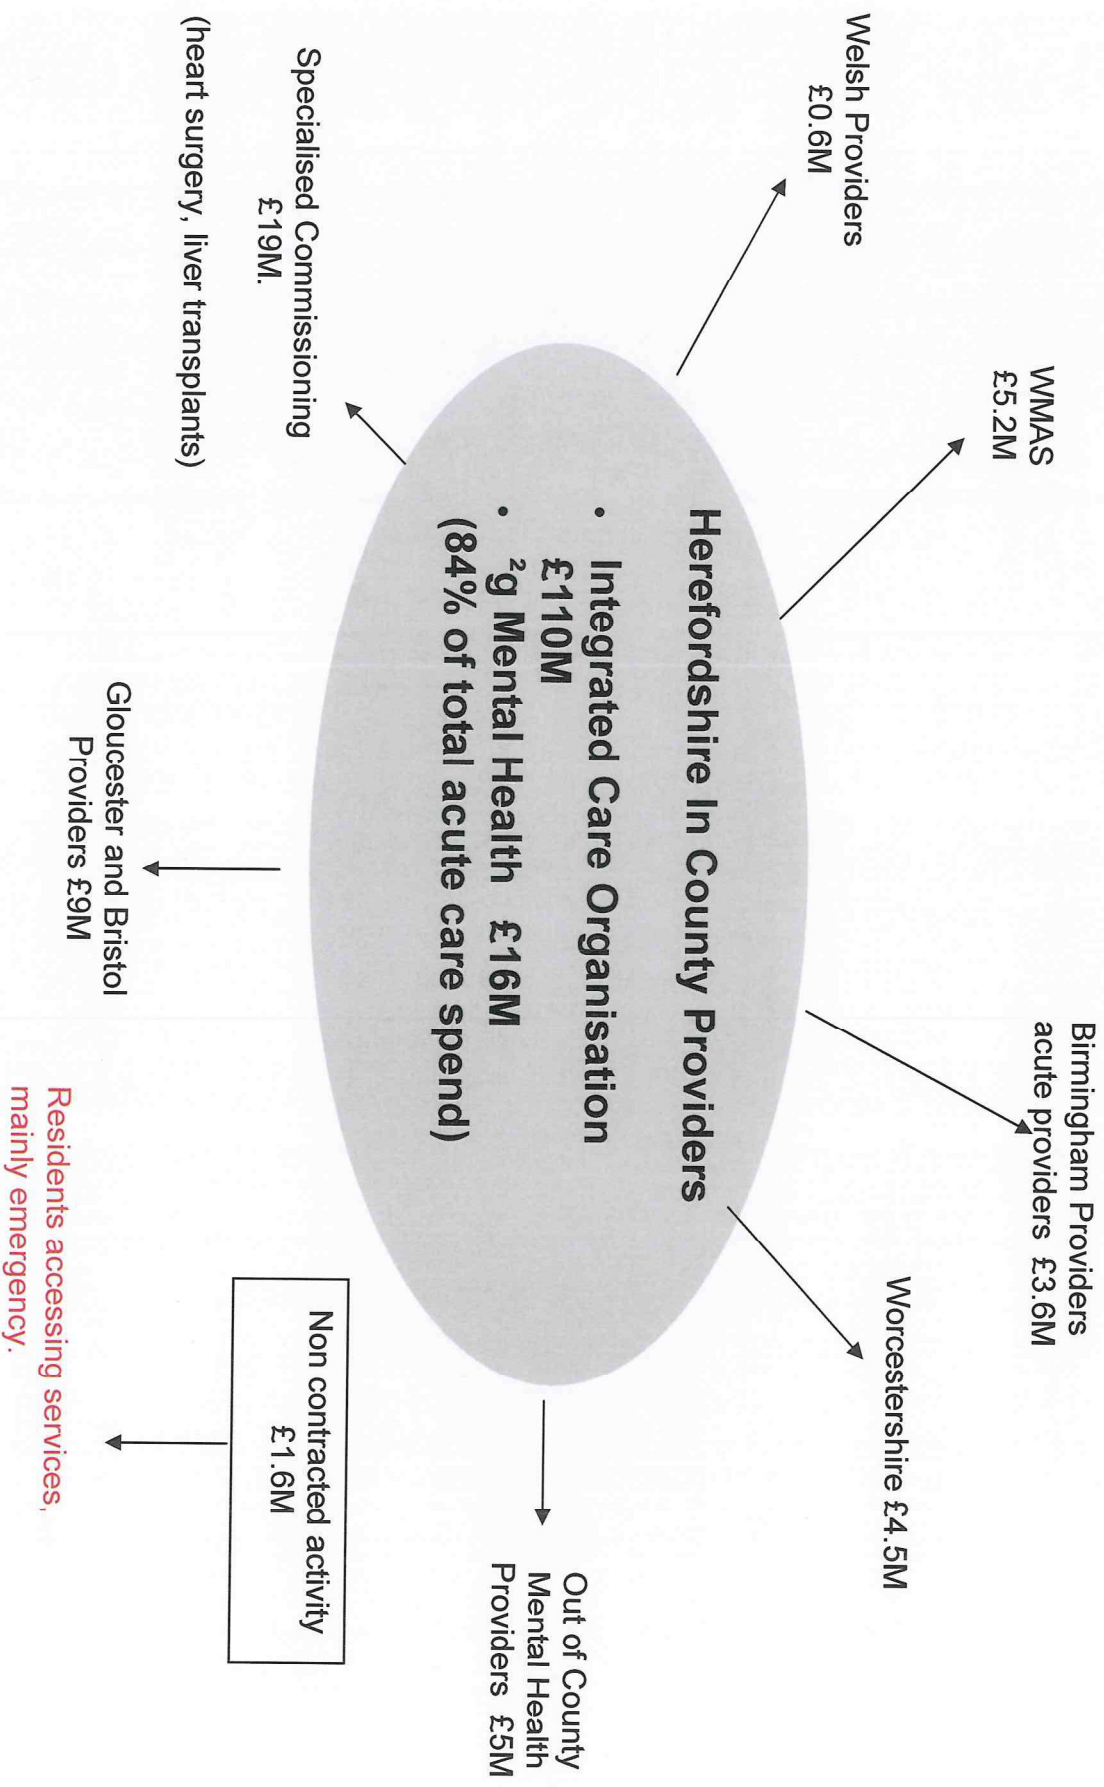 WMAS
£5.2M
Birmingham Providers
acute providers £3.6M
Welsh Providers
£0.6M
Worcestershire £4.5M
Herefordshire In County Providers
• Integrated Care Organisation
£110M
• ²g Mental Health £16M
(84% of total acute care spend)
Out of County
Mental Health
Providers £5M
Specialised Commissioning
£19M.
(heart surgery, liver transplants)
Non contracted activity
£1.6M
Gloucester and Bristol
Providers £9M
Residents accessing services,
mainly emergency.